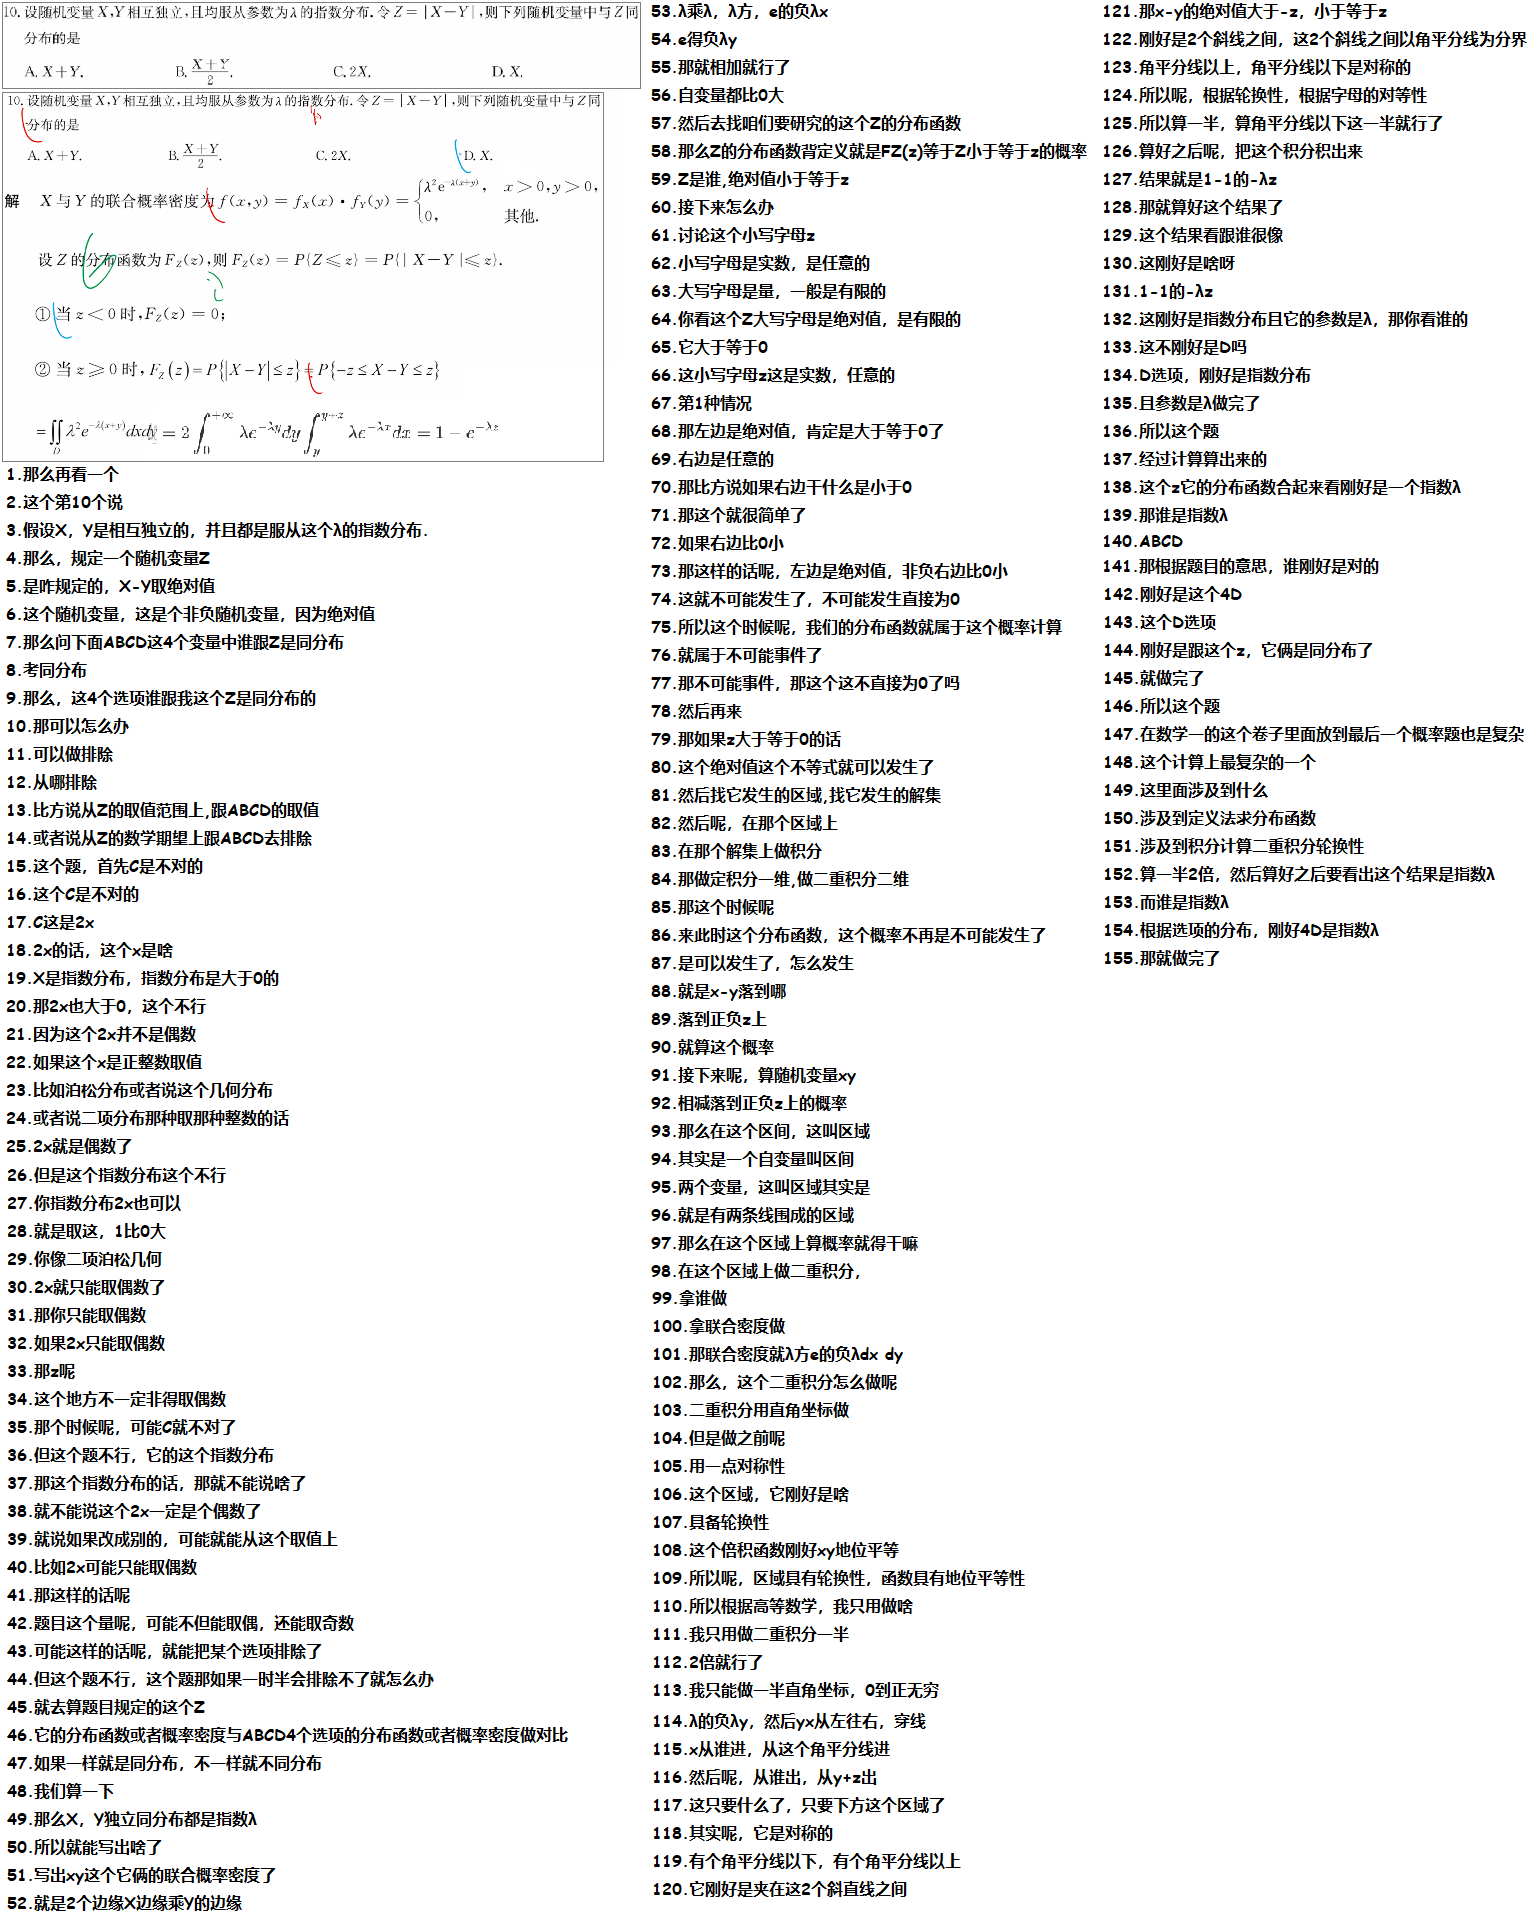 10. 设随机变量X,Y相互独立,且均服从参数为λ的指数分布.令Z=|X-Y|,则下列随机变量中与Z同
分布的是
A. X+Y. B. (X+Y)/2. C. 2X. D. X.
10. 设随机变量X,Y相互独立,且均服从参数为λ的指数分布.令Z=|X-Y|,则下列随机变量中与Z同
分布的是
A. X+Y. B. (X+Y)/2. C. 2X. D. X.
解 X与Y的联合概率密度为f(x,y)=f_X(x)·f_Y(y)={λ²e^{-λ(x+y)}, x>0,y>0,
0, 其他.
设Z的分布函数为F_Z(z),则F_Z(z)=P{Z≤z}=P{|X-Y|≤z}.
① 当z<0时,F_Z(z)=0;
② 当z≥0时,F_Z(z)=P{|X-Y|≤z}=P{-z≤X-Y≤z}
=∬_D λ²e^{-λ(x+y)}dxdy=2∫_0^{+∞}λe^{-λy}dy∫_y^{y+z}λe^{-λx}dx=1-e^{-λz}
1.那么再看一个
2.这个第10个说
3.假设X，Y是相互独立的，并且都是服从这个λ的指数分布.
4.那么，规定一个随机变量Z
5.是咋规定的，X-Y取绝对值
6.这个随机变量，这是个非负随机变量，因为绝对值
7.那么问下面ABCD这4个变量中谁跟Z是同分布
8.考同分布
9.那么，这4个选项谁跟我这个Z是同分布的
10.那可以怎么办
11.可以做排除
12.从哪排除
13.比方说从Z的取值范围上,跟ABCD的取值
14.或者说从Z的数学期望上跟ABCD去排除
15.这个题，首先C是不对的
16.这个C是不对的
17.C这是2x
18.2x的话，这个x是啥
19.X是指数分布，指数分布是大于0的
20.那2x也大于0，这个不行
21.因为这个2x并不是偶数
22.如果这个x是正整数取值
23.比如泊松分布或者说这个几何分布
24.或者说二项分布那种取那种整数的话
25.2x就是偶数了
26.但是这个指数分布这个不行
27.你指数分布2x也可以
28.就是取这，1比0大
29.你像二项泊松几何
30.2x就只能取偶数了
31.那你只能取偶数
32.如果2x只能取偶数
33.那z呢
34.这个地方不一定非得取偶数
35.那个时候呢，可能C就不对了
36.但这个题不行，它的这个指数分布
37.那这个指数分布的话，那就不能说啥了
38.就不能说这个2x一定是个偶数了
39.就说如果改成别的，可能就能从这个取值上
40.比如2x可能只能取偶数
41.那这样的话呢
42.题目这个量呢，可能不但能取偶，还能取奇数
43.可能这样的话呢，就能把某个选项排除了
44.但这个题不行，这个题那如果一时半会排除不了就怎么办
45.就去算题目规定的这个Z
46.它的分布函数或者概率密度与ABCD4个选项的分布函数或者概率密度做对比
47.如果一样就是同分布，不一样就不同分布
48.我们算一下
49.那么X，Y独立同分布都是指数λ
50.所以就能写出啥了
51.写出xy这个它俩的联合概率密度了
52.就是2个边缘X边缘乘Y的边缘
53.λ乘λ，λ方，e的负λx
54.e得负λy
55.那就相加就行了
56.自变量都比0大
57.然后去找咱们要研究的这个Z的分布函数
58.那么Z的分布函数背定义就是FZ(z)等于Z小于等于z的概率
59.Z是谁,绝对值小于等于z
60.接下来怎么办
61.讨论这个小写字母z
62.小写字母是实数，是任意的
63.大写字母是量，一般是有限的
64.你看这个Z大写字母是绝对值，是有限的
65.它大于等于0
66.这小写字母z这是实数，任意的
67.第1种情况
68.那左边是绝对值，肯定是大于等于0了
69.右边是任意的
70.那比方说如果右边干什么是小于0
71.那这个就很简单了
72.如果右边比0小
73.那这样的话呢，左边是绝对值，非负右边比0小
74.这就不可能发生了，不可能发生直接为0
75.所以这个时候呢，我们的分布函数就属于这个概率计算
76.就属于不可能事件了
77.那不可能事件，那这个这不直接为0了吗
78.然后再来
79.那如果z大于等于0的话
80.这个绝对值这个不等式就可以发生了
81.然后找它发生的区域,找它发生的解集
82.然后呢，在那个区域上
83.在那个解集上做积分
84.那做定积分一维,做二重积分二维
85.那这个时候呢
86.来此时这个分布函数，这个概率不再是不可能发生了
87.是可以发生了，怎么发生
88.就是x-y落到哪
89.落到正负z上
90.就算这个概率
91.接下来呢，算随机变量xy
92.相减落到正负z上的概率
93.那么在这个区间，这叫区域
94.其实是一个自变量叫区间
95.两个变量，这叫区域其实是
96.就是有两条线围成的区域
97.那么在这个区域上算概率就得干嘛
98.在这个区域上做二重积分，
99.拿谁做
100.拿联合密度做
101.那联合密度就λ方e的负λdx dy
102.那么，这个二重积分怎么做呢
103.二重积分用直角坐标做
104.但是做之前呢
105.用一点对称性
106.这个区域，它刚好是啥
107.具备轮换性
108.这个倍积函数刚好xy地位平等
109.所以呢，区域具有轮换性，函数具有地位平等性
110.所以根据高等数学，我只用做啥
111.我只用做二重积分一半
112.2倍就行了
113.我只能做一半直角坐标，0到正无穷
114.λ的负λy，然后yx从左往右，穿线
115.x从谁进，从这个角平分线进
116.然后呢，从谁出，从y+z出
117.这只要什么了，只要下方这个区域了
118.其实呢，它是对称的
119.有个角平分线以下，有个角平分线以上
120.它刚好是夹在这2个斜直线之间
121.那x-y的绝对值大于-z，小于等于z
122.刚好是2个斜线之间，这2个斜线之间以角平分线为分界
123.角平分线以上，角平分线以下是对称的
124.所以呢，根据轮换性，根据字母的对等性
125.所以算一半，算角平分线以下这一半就行了
126.算好之后呢，把这个积分积出来
127.结果就是1-1的-λz
128.那就算好这个结果了
129.这个结果看跟谁很像
130.这刚好是啥呀
131.1-1的-λz
132.这刚好是指数分布且它的参数是λ，那你看谁的
133.这不刚好是D吗
134.D选项，刚好是指数分布
135.且参数是λ做完了
136.所以这个题
137.经过计算算出来的
138.这个z它的分布函数合起来看刚好是一个指数λ
139.那谁是指数λ
140.ABCD
141.那根据题目的意思，谁刚好是对的
142.刚好是这个4D
143.这个D选项
144.刚好是跟这个z，它俩是同分布了
145.就做完了
146.所以这个题
147.在数学一的这个卷子里面放到最后一个概率题也是复杂
148.这个计算上最复杂的一个
149.这里面涉及到什么
150.涉及到定义法求分布函数
151.涉及到积分计算二重积分轮换性
152.算一半2倍，然后算好之后要看出这个结果是指数λ
153.而谁是指数λ
154.根据选项的分布，刚好4D是指数λ
155.那就做完了